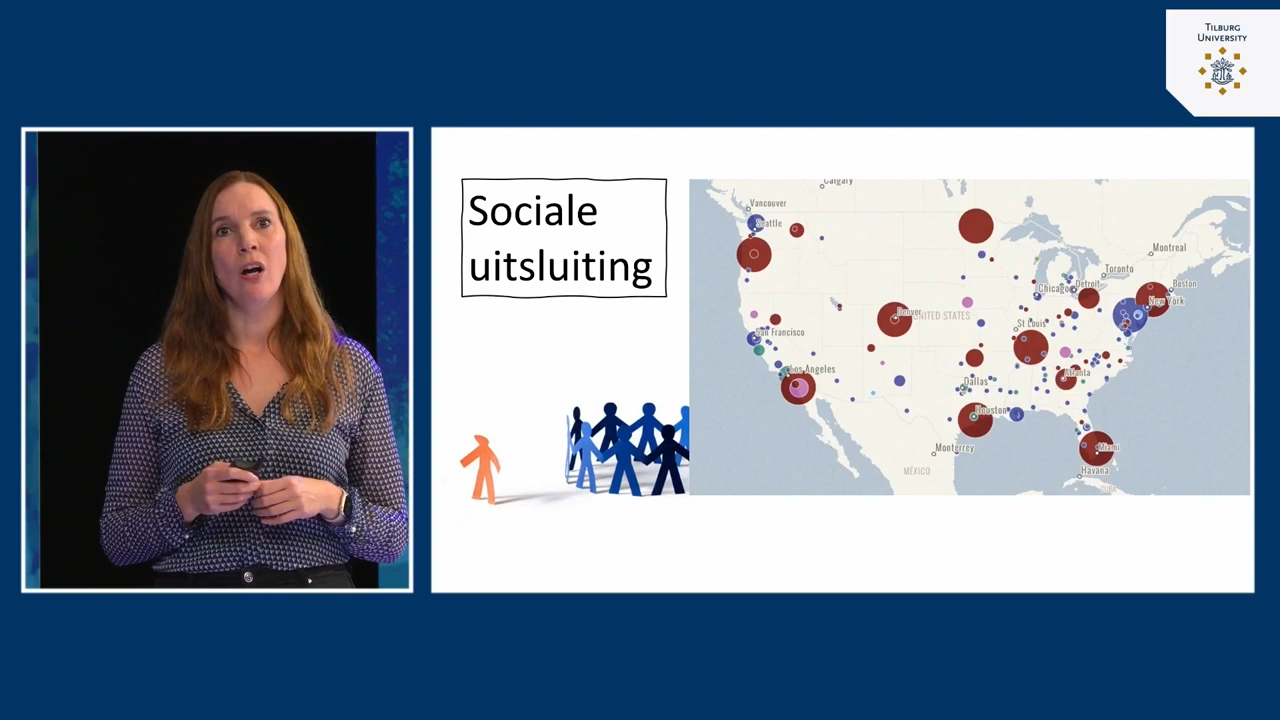 TILBURG
UNIVERSITY
Sociale
uitsluiting
Calgary
Vancouver
Seattle
Montreal
Toronto
Boston
Chicago
Detroit
New York
Denver
UNITED STATES
St Louis
San Francisco
Los Angeles
Atlanta
Dallas
Houston
Monterrey
Miami
MÉXICO
Havana
CUBA